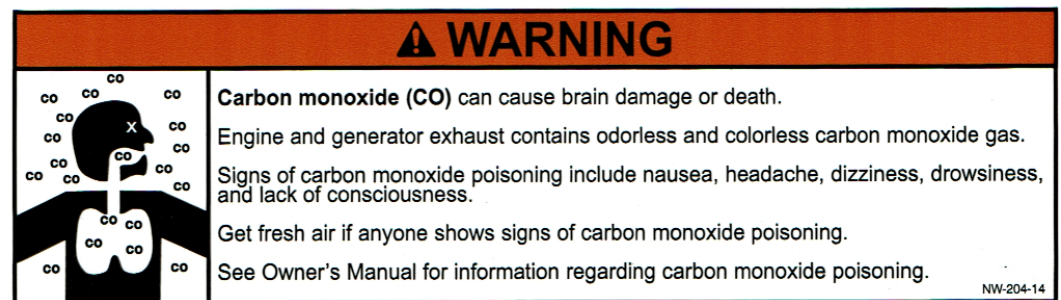 WARNING
co
co co co
co co
co co
co co
co co co co
co co co
co co
co co
co co
Carbon monoxide (CO) can cause brain damage or death.
Engine and generator exhaust contains odorless and colorless carbon monoxide gas.
Signs of carbon monoxide poisoning include nausea, headache, dizziness, drowsiness,
and lack of consciousness.
Get fresh air if anyone shows signs of carbon monoxide poisoning.
See Owner's Manual for information regarding carbon monoxide poisoning.
NW-204-14